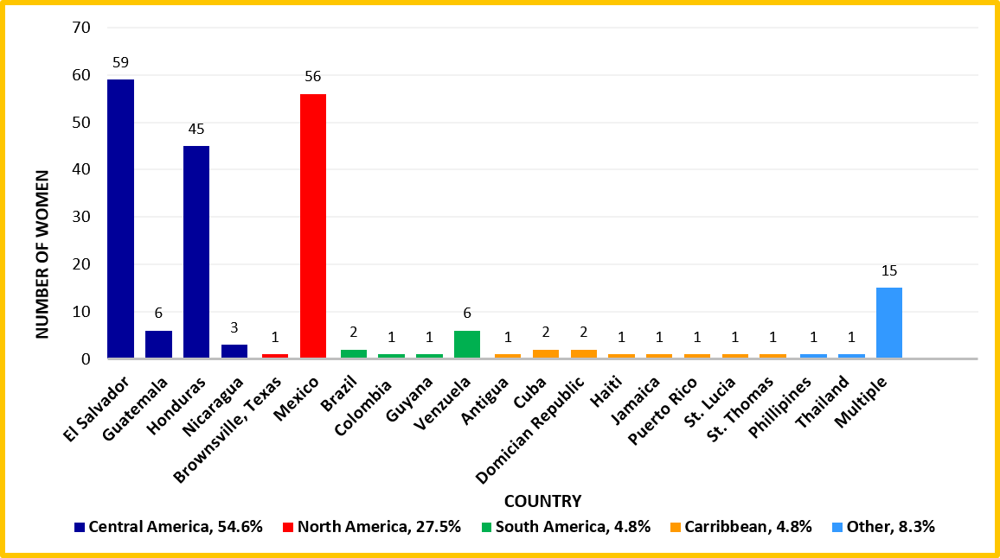 70
60
50
40
30
20
10
0
NUMBER OF WOMEN
59
6
45
3
1
56
2
1
1
6
1
2
2
1
1
1
1
1
1
1
15
El Salvador
Guatemala
Honduras
Nicaragua
Brownsville, Texas
Mexico
Brazil
Colombia
Guyana
Venzuela
Antigua
Cuba
Domician Republic
Haiti
Jamaica
Puerto Rico
St. Lucia
St. Thomas
Phillipines
Thailand
Multiple
COUNTRY
Central America, 54.6% North America, 27.5% South America, 4.8% Carribbean, 4.8% Other, 8.3%